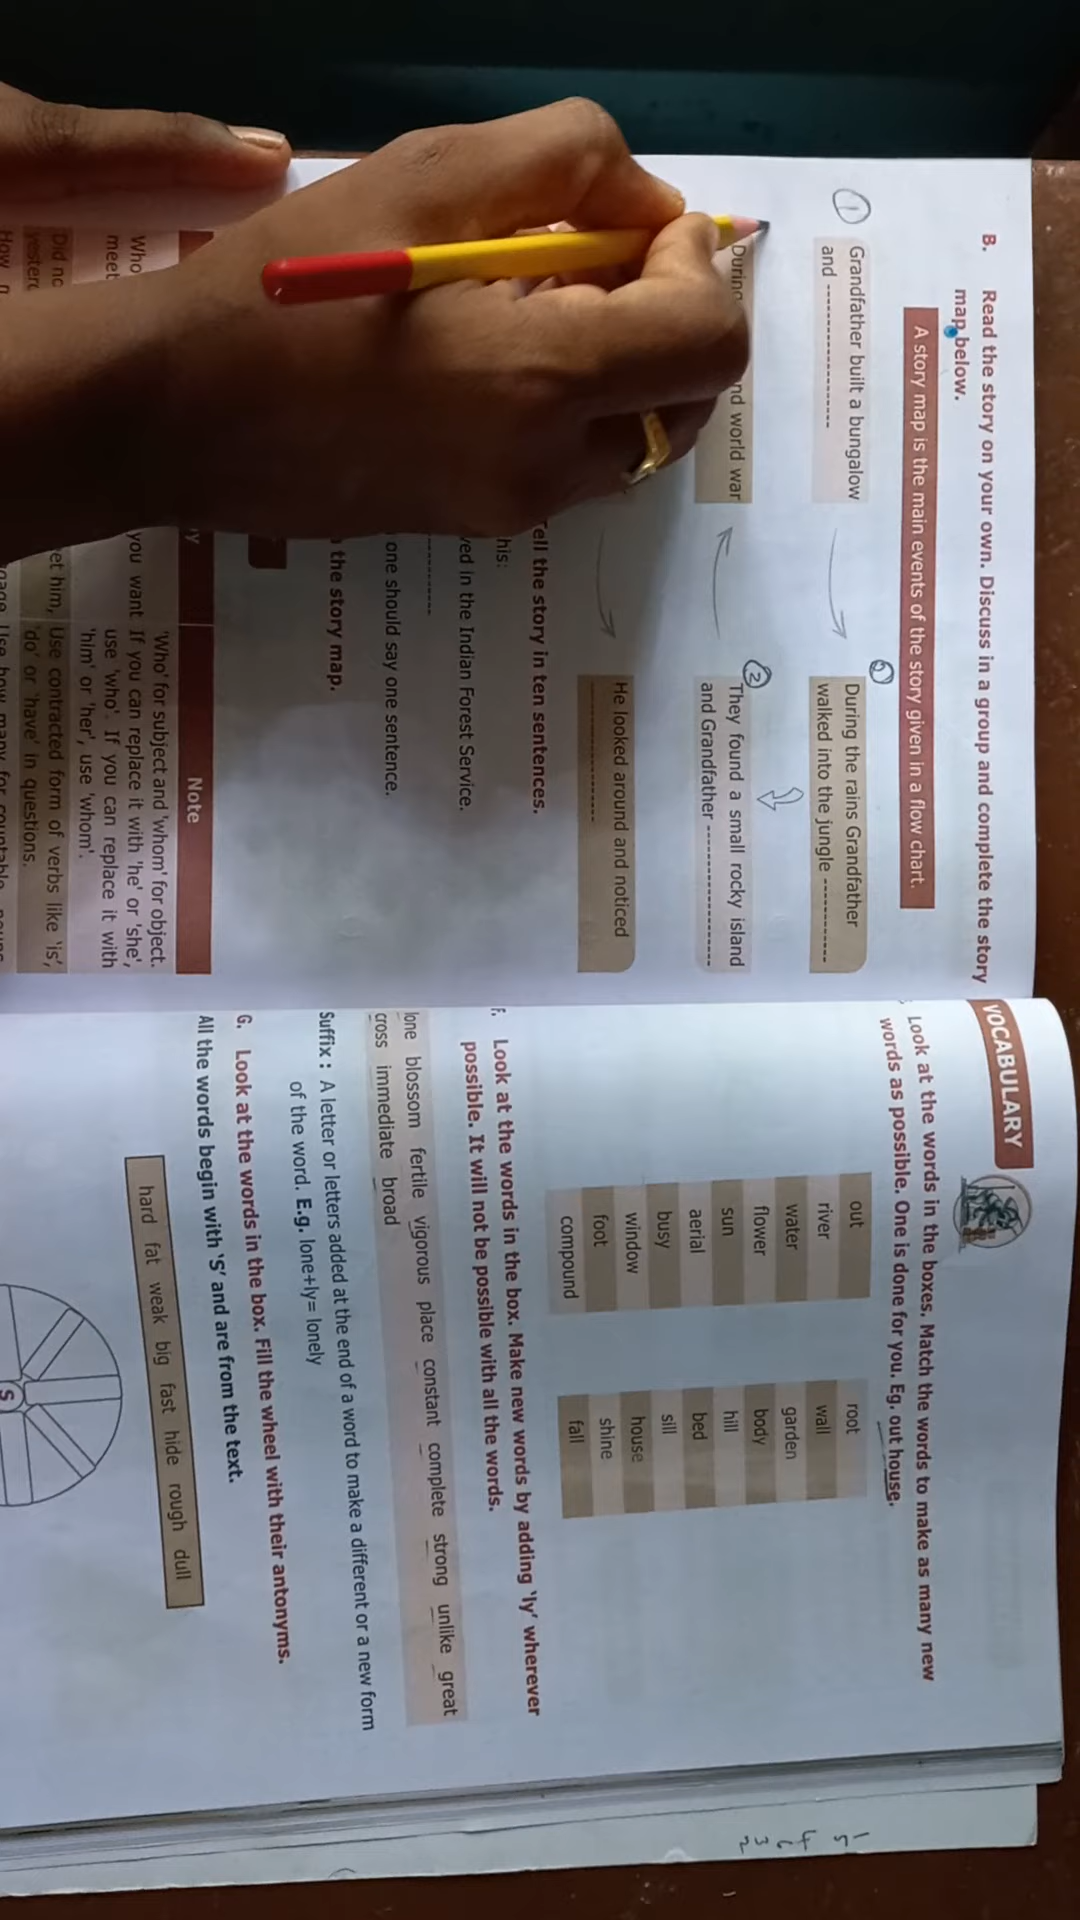 B. Read the story on your own. Discuss in a group and complete the story
map below.
A story map is the main events of the story given in a flow chart.
1
Grandfather built a bungalow
and ---------------
During the rains Grandfather
walked into the jungle ----------
2
They found a small rocky island
and Grandfather ---------------
During nd world war
He looked around and noticed
---------------
Tell the story in ten sentences.
his:
ved in the Indian Forest Service.
---------
one should say one sentence.
the story map.
Note
Who
meet
you want
'Who' for subject and 'whom' for object.
If you can replace it with 'he' or 'she',
use 'who'. If you can replace it with
'him' or 'her', use 'whom'.
Did
et him,
Use contracted form of verbs like 'is',
'do' or 'have' in questions.
How
VOCABULARY
Look at the words in the boxes. Match the words to make as many new
words as possible. One is done for you. Eg. out house.
out root
river wall
water garden
flower body
sun hill
aerial bed
busy sill
window house
foot shine
compound fall
F. Look at the words in the box. Make new words by adding 'ly' wherever
possible. It will not be possible with all the words.
lone blossom fertile vigorous place constant complete strong unlike great
cross immediate broad
Suffix : A letter or letters added at the end of a word to make a different or a new form
of the word. E.g. lone+ly= lonely
G. Look at the words in the box. Fill the wheel with their antonyms.
All the words begin with 'S' and are from the text.
hard fat weak big fast hide rough dull
S